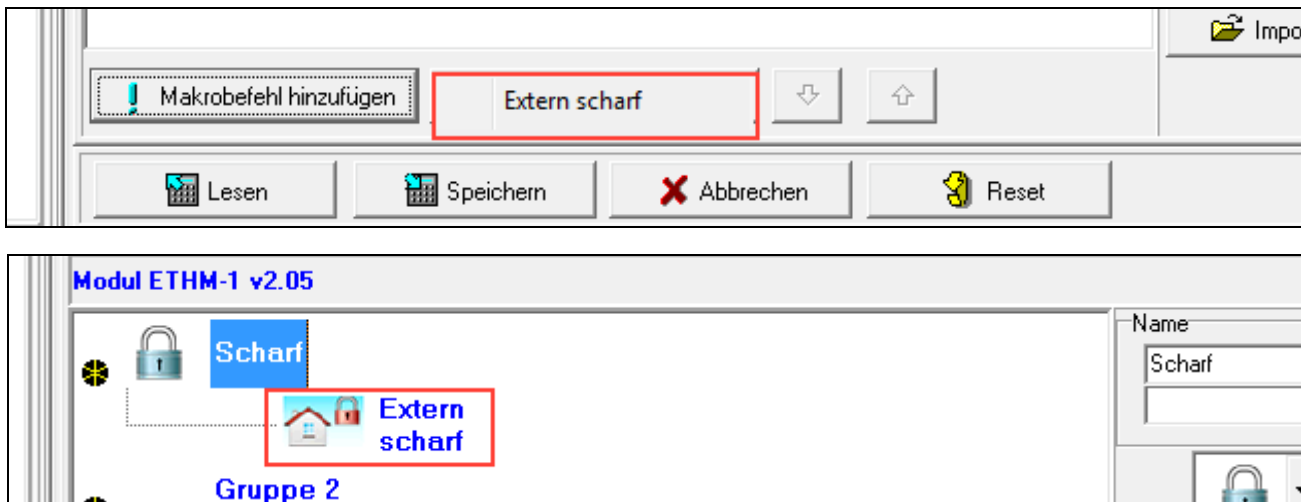 Impo
Makrobefehl hinzufügen Extern scharf
Lesen Speichern Abbrechen Reset
Modul ETHM-1 v2.05
Scharf
Name
Scharf
Extern
scharf
Gruppe 2